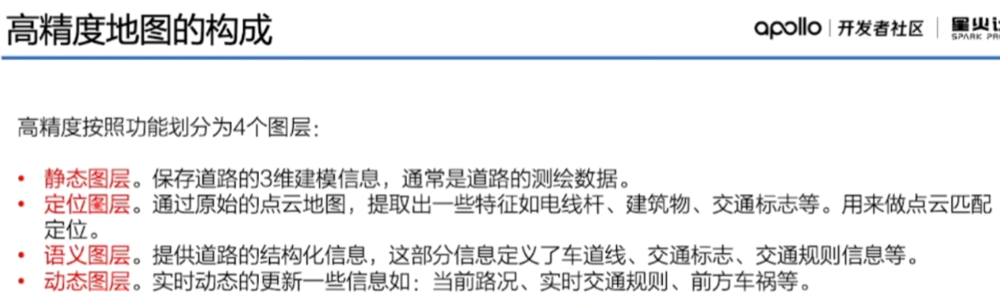 高精度地图的构成
apollo | 开发者社区 | 星火
SPARK PR
高精度按照功能划分为4个图层：
• 静态图层。保存道路的3维建模信息，通常是道路的测绘数据。
• 定位图层。通过原始的点云地图，提取出一些特征如电线杆、建筑物、交通标志等。用来做点云匹配
定位。
• 语义图层。提供道路的结构化信息，这部分信息定义了车道线、交通标志、交通规则信息等。
• 动态图层。实时动态的更新一些信息如：当前路况、实时交通规则、前方车祸等。